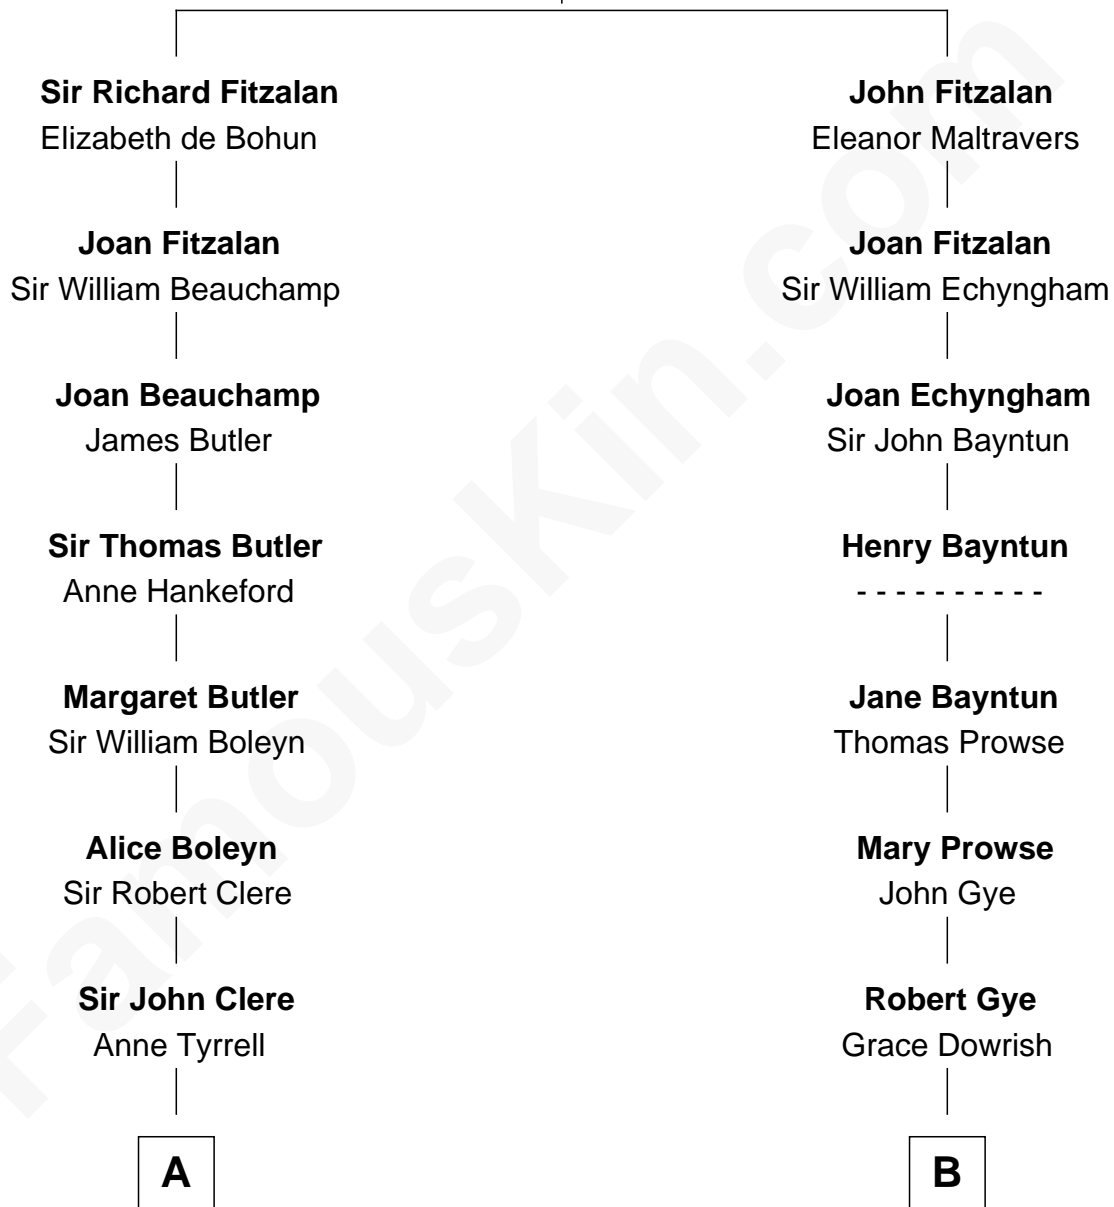 Sir Richard Fitzalan
Elizabeth de Bohun
John Fitzalan
Eleanor Maltravers
Joan Fitzalan
Sir William Beauchamp
Joan Fitzalan
Sir William Echyngham
Joan Beauchamp
James Butler
Joan Echyngham
Sir John Bayntun
Sir Thomas Butler
Anne Hankeford
Henry Bayntun
- - - - - - - - - -
Margaret Butler
Sir William Boleyn
Jane Bayntun
Thomas Prowse
Alice Boleyn
Sir Robert Clere
Mary Prowse
John Gye
Sir John Clere
Anne Tyrrell
Robert Gye
Grace Dowrish
A
B
FamousKin.com